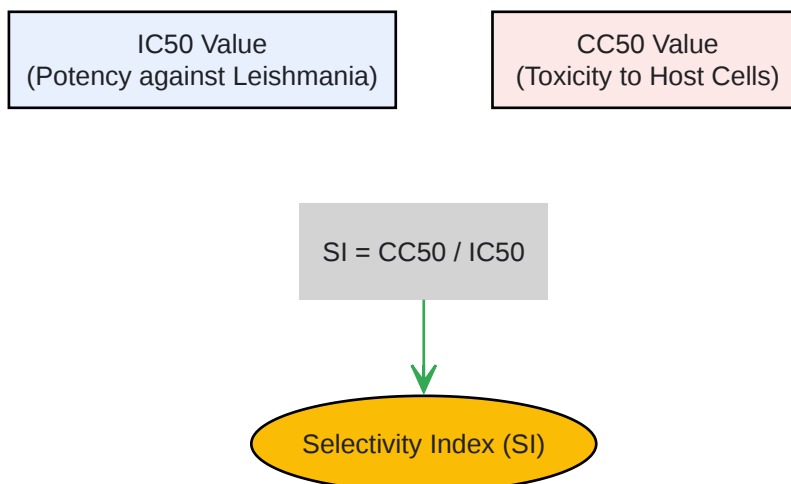 IC50 Value
(Potency against Leishmania)
CC50 Value
(Toxicity to Host Cells)
SI = CC50 / IC50
Selectivity Index (SI)